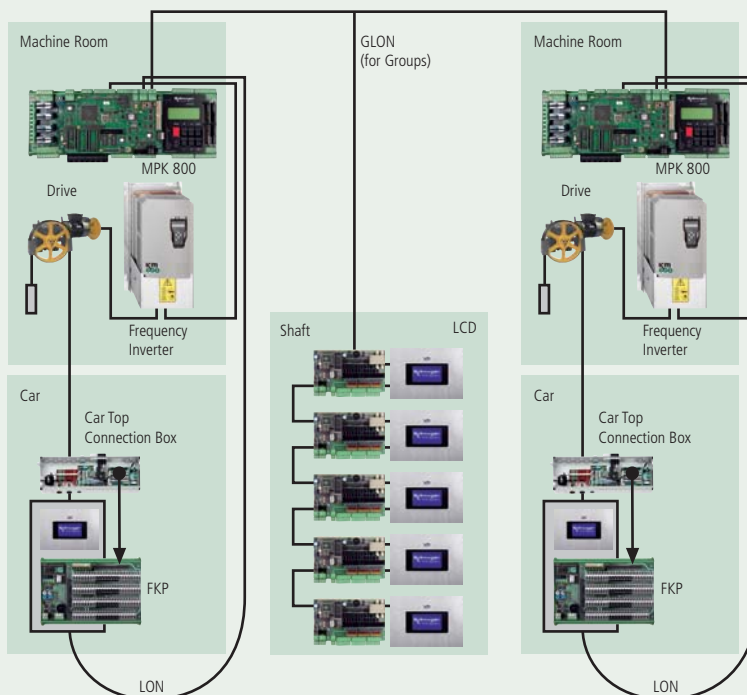 Machine Room
MPK 800
Drive
Frequency
Inverter
Car
Car Top
Connection Box
FKP
LON
GLON
(for Groups)
Shaft
LCD
Machine Room
MPK 800
Drive
Frequency
Inverter
Car
Car Top
Connection Box
FKP
LON